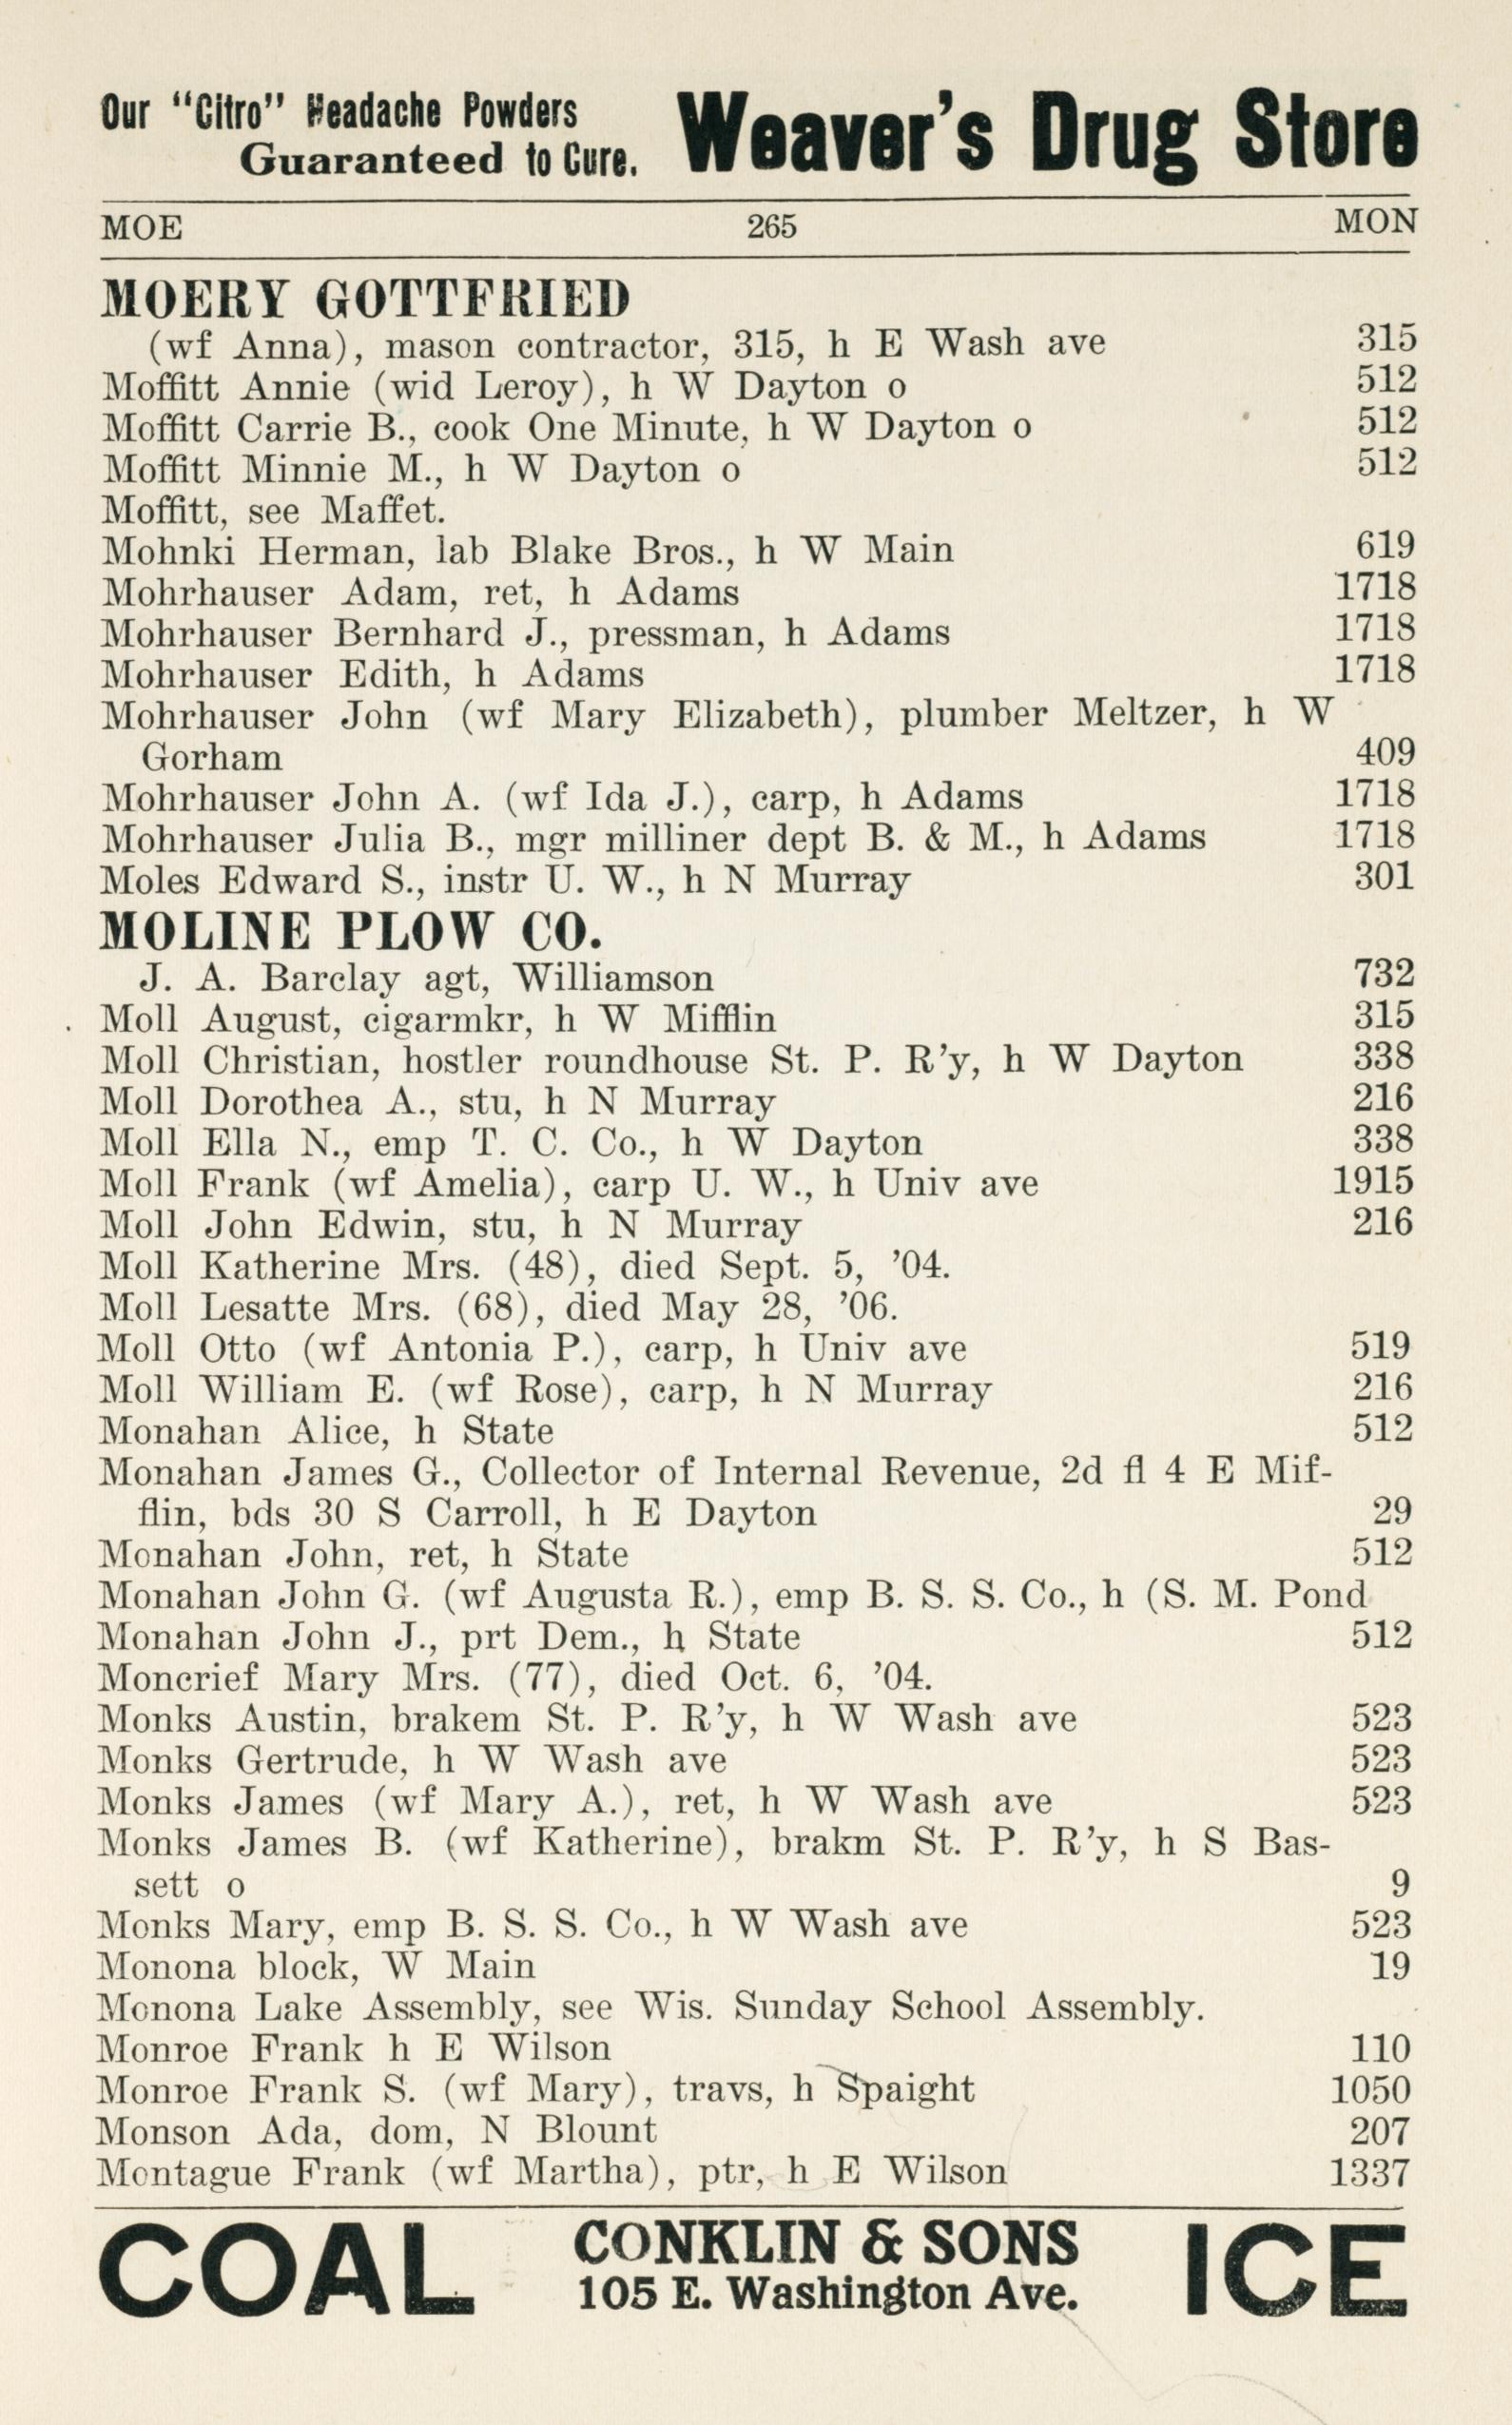 Our "Citro" Headache Powders
Guaranteed to Cure.
Weaver's Drug Store
MOE 265 MON
MOERY GOTTFRIED
(wf Anna), mason contractor, 315, h E Wash ave 315
Moffitt Annie (wid Leroy), h W Dayton o 512
Moffitt Carrie B., cook One Minute, h W Dayton o 512
Moffitt Minnie M., h W Dayton o 512
Moffitt, see Maffet.
Mohnki Herman, lab Blake Bros., h W Main 619
Mohrhauser Adam, ret, h Adams 1718
Mohrhauser Bernhard J., pressman, h Adams 1718
Mohrhauser Edith, h Adams 1718
Mohrhauser John (wf Mary Elizabeth), plumber Meltzer, h W
Gorham 409
Mohrhauser John A. (wf Ida J.), carp, h Adams 1718
Mohrhauser Julia B., mgr milliner dept B. & M., h Adams 1718
Moles Edward S., instr U. W., h N Murray 301
MOLINE PLOW CO.
J. A. Barclay agt, Williamson 732
Moll August, cigarmkr, h W Mifflin 315
Moll Christian, hostler roundhouse St. P. R'y, h W Dayton 338
Moll Dorothea A., stu, h N Murray 216
Moll Ella N., emp T. C. Co., h W Dayton 338
Moll Frank (wf Amelia), carp U. W., h Univ ave 1915
Moll John Edwin, stu, h N Murray 216
Moll Katherine Mrs. (48), died Sept. 5, '04.
Moll Lesatte Mrs. (68), died May 28, '06.
Moll Otto (wf Antonia P.), carp, h Univ ave 519
Moll William E. (wf Rose), carp, h N Murray 216
Monahan Alice, h State 512
Monahan James G., Collector of Internal Revenue, 2d fl 4 E Mif-
flin, bds 30 S Carroll, h E Dayton 29
Monahan John, ret, h State 512
Monahan John G. (wf Augusta R.), emp B. S. S. Co., h (S. M. Pond
Monahan John J., prt Dem., h State 512
Moncrief Mary Mrs. (77), died Oct. 6, '04.
Monks Austin, brakem St. P. R'y, h W Wash ave 523
Monks Gertrude, h W Wash ave 523
Monks James (wf Mary A.), ret, h W Wash ave 523
Monks James B. (wf Katherine), brakm St. P. R'y, h S Bas-
sett o 9
Monks Mary, emp B. S. S. Co., h W Wash ave 523
Monona block, W Main 19
Monona Lake Assembly, see Wis. Sunday School Assembly.
Monroe Frank h E Wilson 110
Monroe Frank S. (wf Mary), travs, h Spaight 1050
Monson Ada, dom, N Blount 207
Montague Frank (wf Martha), ptr, h E Wilson 1337
COAL CONKLIN & SONS ICE
105 E. Washington Ave.